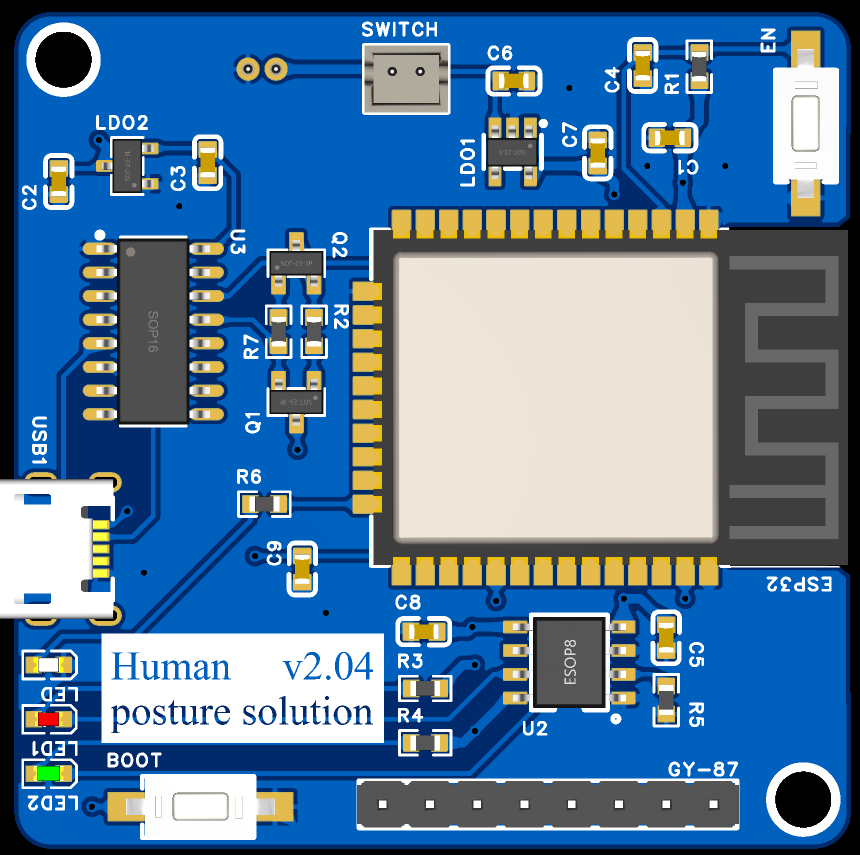 SWITCH
C6
EN
C4
R1
LDO2
LDO1
C7
C1
C2
C3
U3
Q2
SOP16
R2
R7
Q1
USB1
R6
C9
ESP32
C8
ESOP8
C5
Human v2.04
posture solution
R3
R4
R5
U2
LED
LED1
LED2
BOOT
GY-87